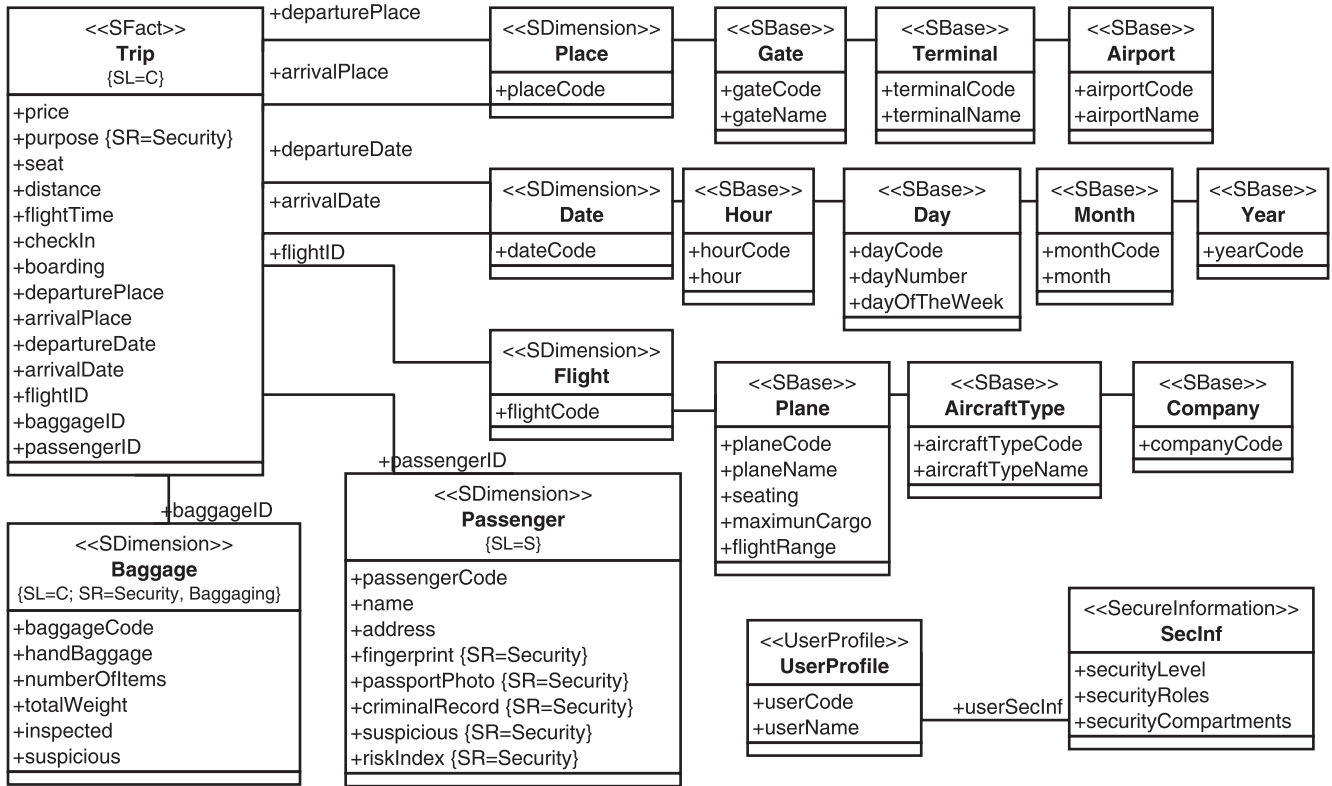 <<SFact>>
Trip
{SL=C}
+price
+purpose {SR=Security}
+seat
+distance
+flightTime
+checkIn
+boarding
+departurePlace
+arrivalPlace
+departureDate
+arrivalDate
+flightID
+baggageID
+passengerID
+departurePlace
+arrivalPlace
+departureDate
+arrivalDate
+flightID
+passengerID
+baggageID
<<SDimension>>
Place
+placeCode
<<SBase>>
Gate
+gateCode
+gateName
<<SBase>>
Terminal
+terminalCode
+terminalName
<<SBase>>
Airport
+airportCode
+airportName
<<SDimension>>
Date
+dateCode
<<SBase>>
Hour
+hourCode
+hour
<<SBase>>
Day
+dayCode
+dayNumber
+dayOfTheWeek
<<SBase>>
Month
+monthCode
+month
<<SBase>>
Year
+yearCode
<<SDimension>>
Flight
+flightCode
<<SBase>>
Plane
+planeCode
+planeName
+seating
+maximunCargo
+flightRange
<<SBase>>
AircraftType
+aircraftTypeCode
+aircraftTypeName
<<SBase>>
Company
+companyCode
<<SDimension>>
Baggage
{SL=C; SR=Security, Baggaging}
+baggageCode
+handBaggage
+numberOfItems
+totalWeight
+inspected
+suspicious
<<SDimension>>
Passenger
{SL=S}
+passengerCode
+name
+address
+fingerprint {SR=Security}
+passportPhoto {SR=Security}
+criminalRecord {SR=Security}
+suspicious {SR=Security}
+riskIndex {SR=Security}
<<UserProfile>>
UserProfile
+userCode
+userName
+userSecInf
<<SecureInformation>>
SecInf
+securityLevel
+securityRoles
+securityCompartments